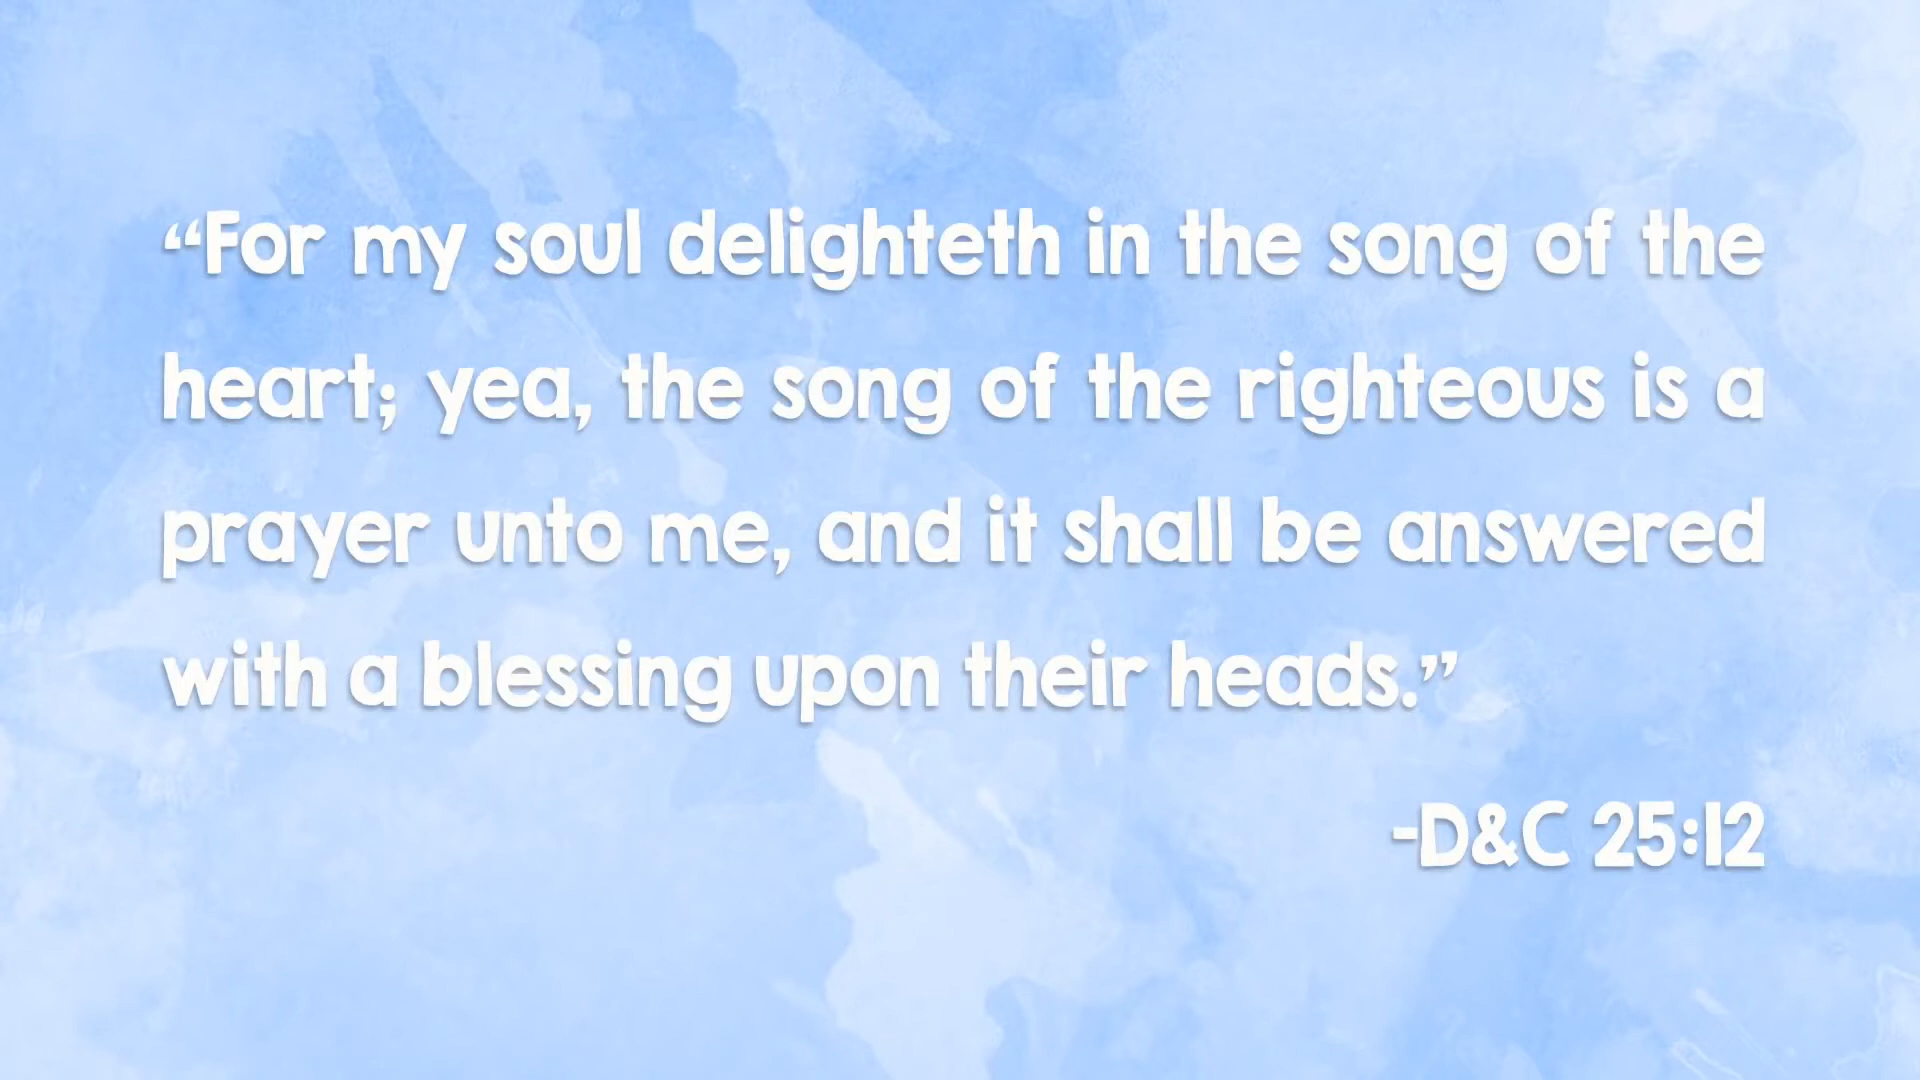 “For my soul delighteth in the song of the
heart; yea, the song of the righteous is a
prayer unto me, and it shall be answered
with a blessing upon their heads.”
-D&C 25:12